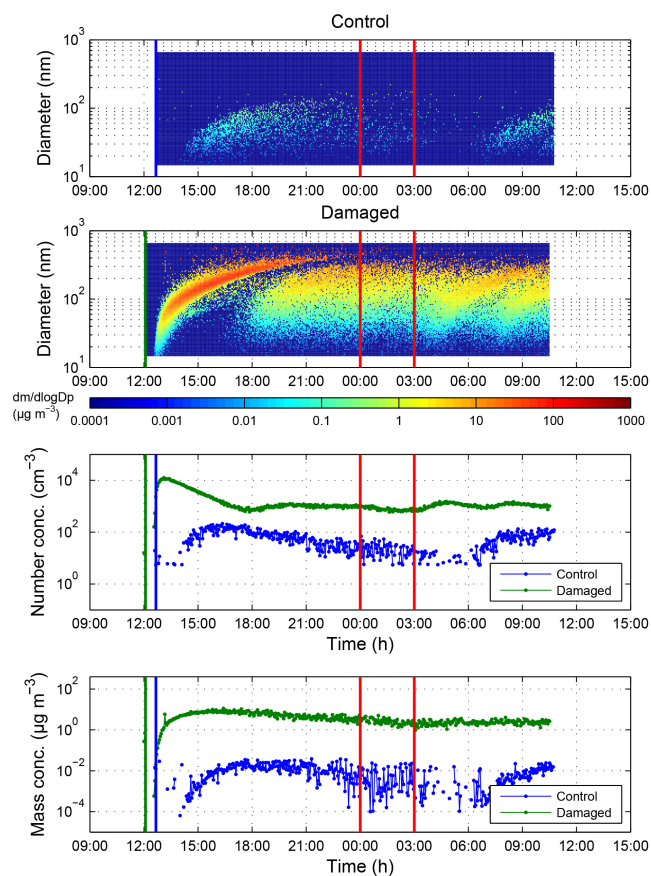 Control
Diameter (nm)
10³
10²
10¹
09:00 12:00 15:00 18:00 21:00 00:00 03:00 06:00 09:00 12:00 15:00
Damaged
Diameter (nm)
10³
10²
10¹
09:00 12:00 15:00 18:00 21:00 00:00 03:00 06:00 09:00 12:00 15:00
dm/dlogDp
(µg m⁻³)
0.0001 0.001 0.01 0.1 1 10 100 1000
Number conc. (cm⁻³)
10⁴
10²
10⁰
Control
Damaged
09:00 12:00 15:00 18:00 21:00 00:00 03:00 06:00 09:00 12:00 15:00
Time (h)
Mass conc. (µg m⁻³)
10²
10⁰
10⁻²
10⁻⁴
Control
Damaged
09:00 12:00 15:00 18:00 21:00 00:00 03:00 06:00 09:00 12:00 15:00
Time (h)